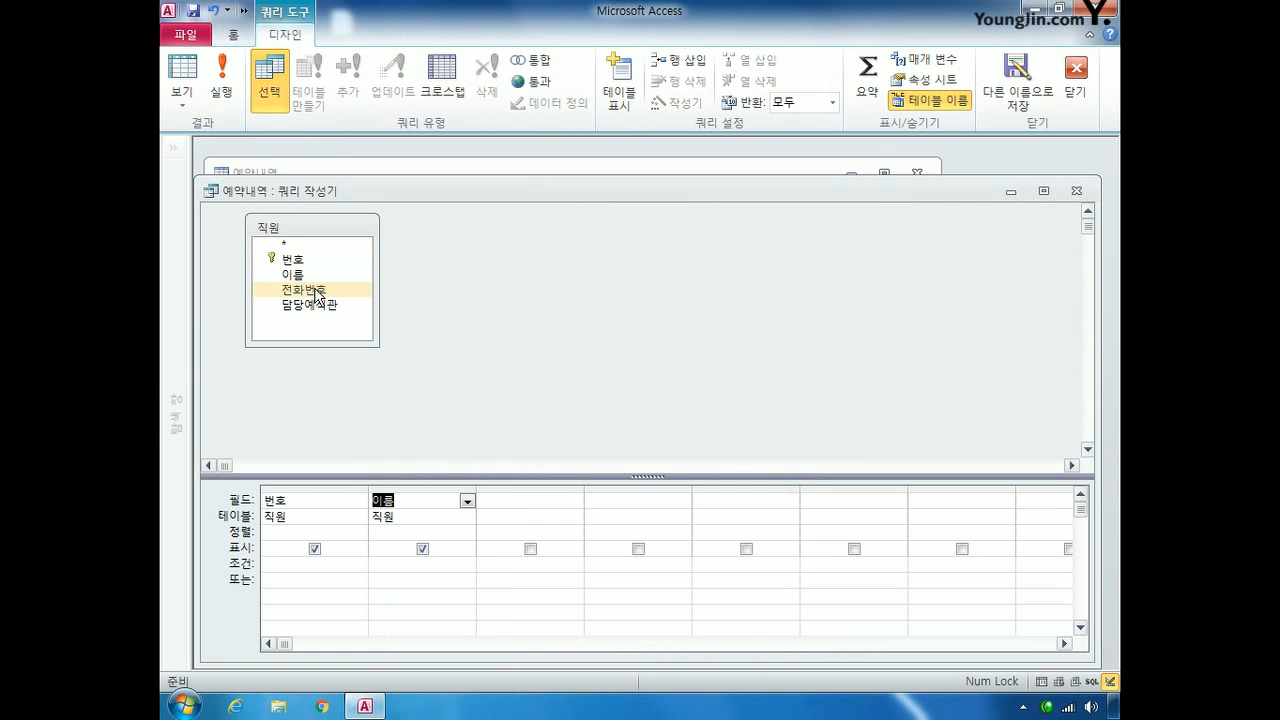 쿼리 도구
Microsoft Access
YoungJin.com Y.
파일
홈
디자인
보기
실행
선택
테이블
만들기
추가
업데이트
크로스탭
삭제
통합
통과
데이터 정의
테이블
표시
행 삽입
행 삭제
작성기
열 삽입
열 삭제
반환: 모두
요약
매개 변수
속성 시트
테이블 이름
다른 이름으로
저장
닫기
결과
쿼리 유형
쿼리 설정
표시/숨기기
닫기
예약내역
예약내역 : 쿼리 작성기
직원
*
번호
이름
전화번호
담당예식관
탐색 창
필드: 번호 이름
테이블: 직원 직원
정렬:
표시:
조건:
또는:
준비
Num Lock
SQL